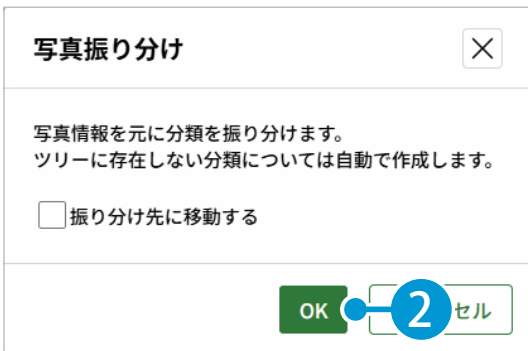 写真振り分け
写真情報を元に分類を振り分けます。
ツリーに存在しない分類については自動で作成します。
振り分け先に移動する
OK
2
セル